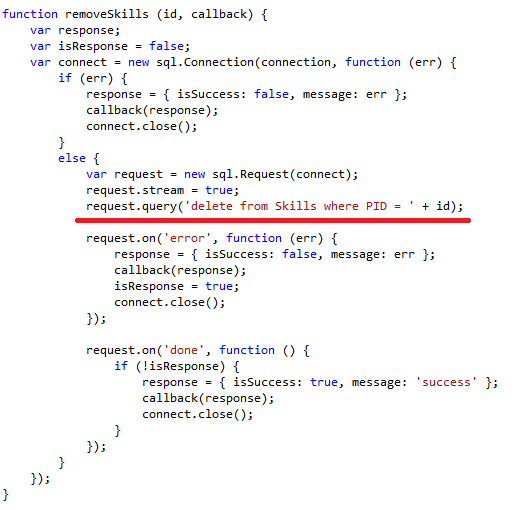 function removeSkills (id, callback) {
    var response;
    var isResponse = false;
    var connect = new sql.Connection(connection, function (err) {
        if (err) {
            response = { isSuccess: false, message: err };
            callback(response);
            connect.close();
        }
        else {
            var request = new sql.Request(connect);
            request.stream = true;
            request.query('delete from Skills where PID = ' + id);
            request.on('error', function (err) {
                response = { isSuccess: false, message: err };
                callback(response);
                isResponse = true;
                connect.close();
            });
            request.on('done', function () {
                if (!isResponse) {
                    response = { isSuccess: true, message: 'success' };
                    callback(response);
                    connect.close();
                }
            });
        }
    });
}